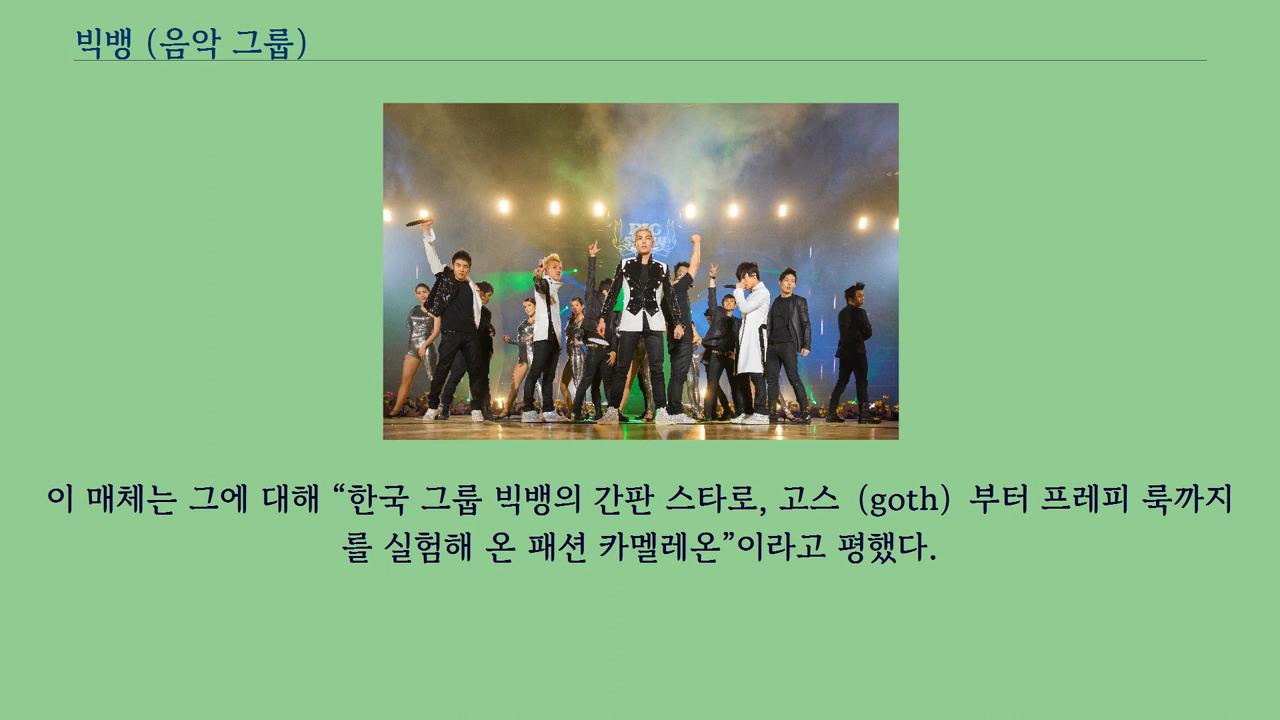 빅뱅 (음악 그룹)
BIG
SHOW
이 매체는 그에 대해 “한국 그룹 빅뱅의 간판 스타로, 고스 (goth) 부터 프레피 룩까지
를 실험해 온 패션 카멜레온”이라고 평했다.